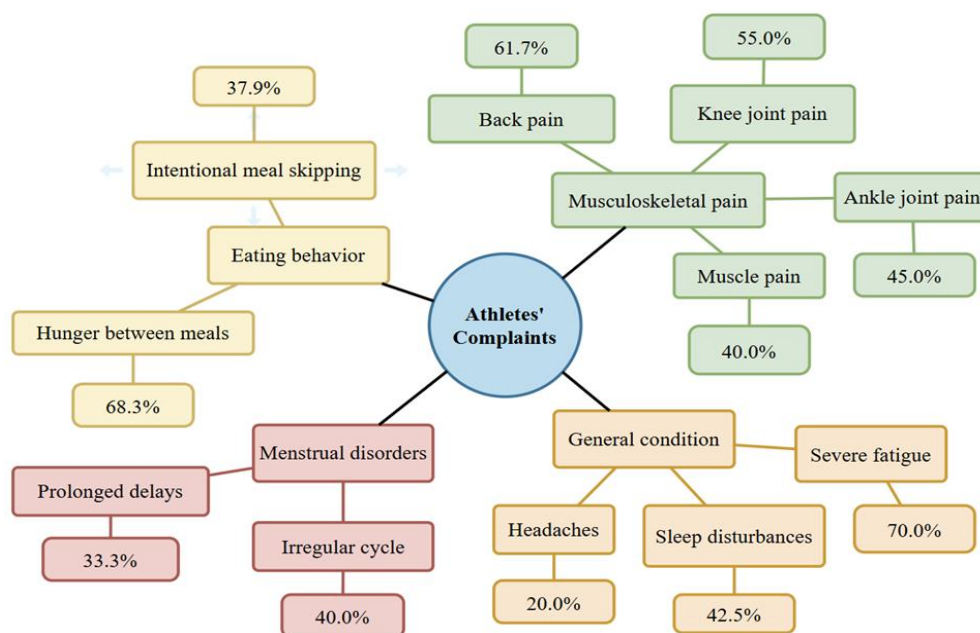 61.7%
55.0%
37.9%
Back pain
Knee joint pain
Intentional meal skipping
Musculoskeletal pain
Ankle joint pain
Eating behavior
Muscle pain
45.0%
Athletes'
Complaints
Hunger between meals
40.0%
68.3%
General condition
Menstrual disorders
Severe fatigue
Prolonged delays
Headaches
Sleep disturbances
70.0%
33.3%
Irregular cycle
20.0%
42.5%
40.0%